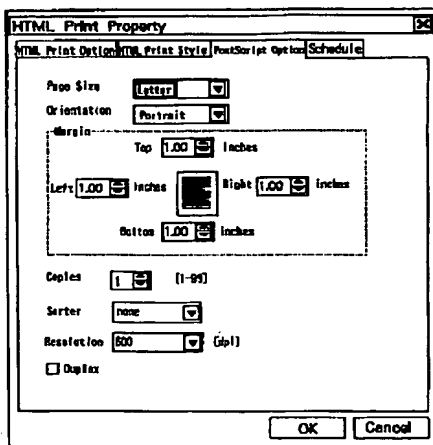 HTML Print Property
HTML Print Option HTML Print Style PostScript Option Schedule
Page Size Letter
Orientation Portrait
Margin
Top 1.00 inches
Left 1.00 inches Right 1.00 inches
Bottom 1.00 inches
Copies 1 [1-99]
Sorter none
Resolution 600 [dpi]
Duplex
OK Cancel